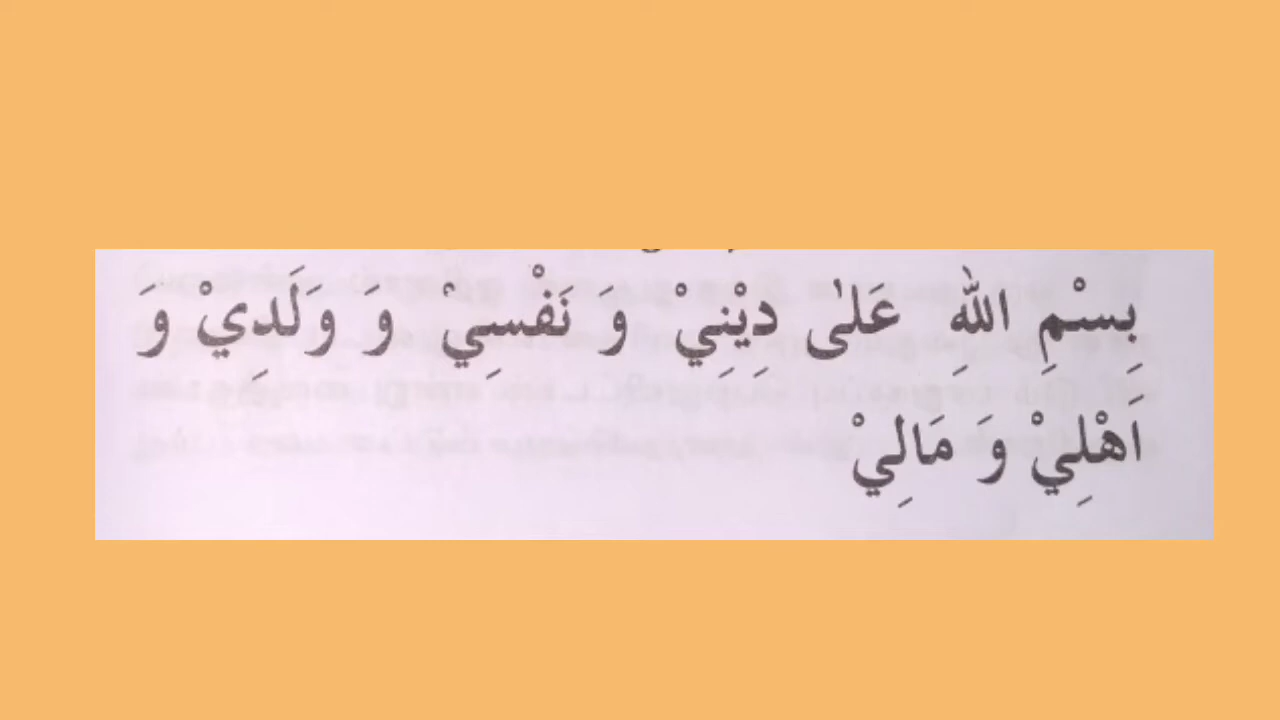 بِسْمِ اللهِ عَلٰى دِيْنِيْ وَ نَفْسِيْ وَ وَلَدِيْ وَ
اَهْلِيْ وَ مَالِيْ